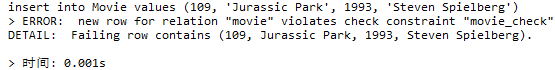 insert into Movie values (109, 'Jurassic Park', 1993, 'Steven Spielberg')
> ERROR:  new row for relation "movie" violates check constraint "movie_check"
DETAIL:  Failing row contains (109, Jurassic Park, 1993, Steven Spielberg).
> 时间: 0.001s